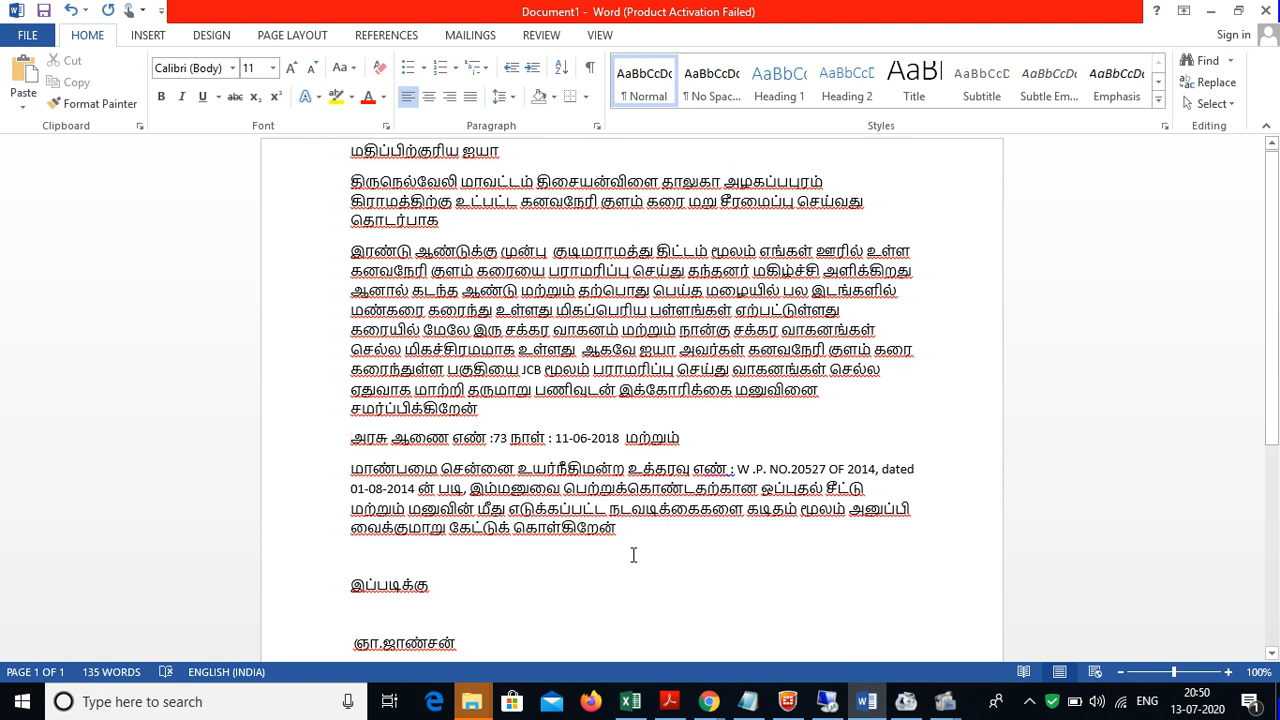 Document1 - Word (Product Activation Failed)
Sign in
FILE HOME INSERT DESIGN PAGE LAYOUT REFERENCES MAILINGS REVIEW VIEW
Paste
Cut
Copy
Format Painter
Calibri (Body) 11
AaBbCcDc AaBbCcDc AaBbCc AaBbCcC AaBl AaBbCcC AaBbCcDc AaBbCcDc
¶ Normal ¶ No Spac... Heading 1 Heading 2 Title Subtitle Subtle Em... Emphasis
Find
Replace
Select
Clipboard Font Paragraph Styles Editing
மதிப்பிற்குரிய ஐயா
திருநெல்வேலி மாவட்டம் திசையன்விளை தாலுகா அழகப்பபுரம்
கிராமத்திற்கு உட்பட்ட கனவநேரி குளம் கரை மறு சீரமைப்பு செய்வது
தொடர்பாக
இரண்டு ஆண்டுக்கு முன்பு குடிமராமத்து திட்டம் மூலம் எங்கள் ஊரில் உள்ள
கனவநேரி குளம் கரையை பராமரிப்பு செய்து தந்தனர் மகிழ்ச்சி அளிக்கிறது
ஆனால் கடந்த ஆண்டு மற்றும் தற்பொது பெய்த மழையில் பல இடங்களில்
மண்கரை கரைந்து உள்ளது மிகப்பெரிய பள்ளங்கள் ஏற்பட்டுள்ளது
கரையில் மேலே இரு சக்கர வாகனம் மற்றும் நான்கு சக்கர வாகனங்கள்
செல்ல மிகச்சிரமமாக உள்ளது ஆகவே ஐயா அவர்கள் கனவநேரி குளம் கரை
கரைந்துள்ள பகுதியை JCB மூலம் பராமரிப்பு செய்து வாகனங்கள் செல்ல
ஏதுவாக மாற்றி தருமாறு பணிவுடன் இக்கோரிக்கை மனுவினை
சமர்ப்பிக்கிறேன்
அரசு ஆணை எண் :73 நாள் : 11-06-2018 மற்றும்
மாண்பமை சென்னை உயர்நீதிமன்ற உத்தரவு எண் : W .P. NO.20527 OF 2014, dated
01-08-2014 ன் படி, இம்மனுவை பெற்றுக்கொண்டதற்கான ஒப்புதல் சீட்டு
மற்றும் மனுவின் மீது எடுக்கப்பட்ட நடவடிக்கைகளை கடிதம் மூலம் அனுப்பி
வைக்குமாறு கேட்டுக் கொள்கிறேன்
இப்படிக்கு
ஞா.ஜாண்சன்
PAGE 1 OF 1 135 WORDS ENGLISH (INDIA) 100%
Type here to search
ENG
20:50
13-07-2020